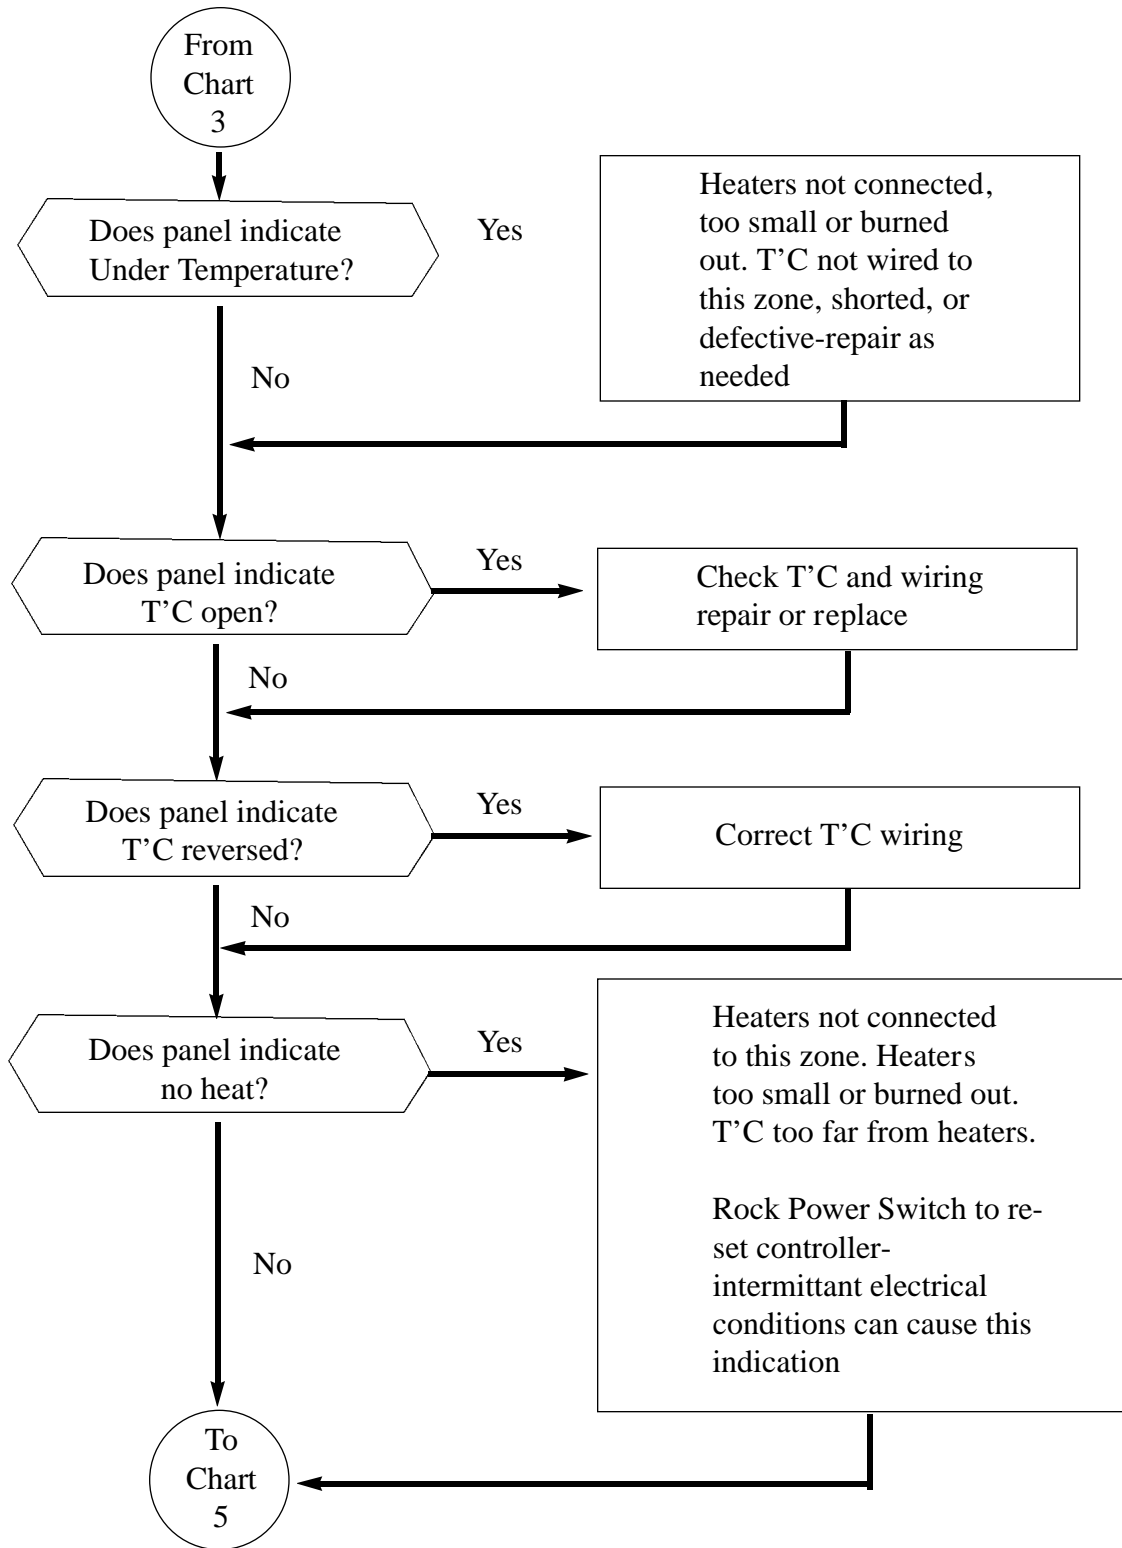 From
Chart
3
Does panel indicate
Under Temperature?
Yes
Heaters not connected,
too small or burned
out. T’C not wired to
this zone, shorted, or
defective-repair as
needed
No
Does panel indicate
T’C open?
Yes
Check T’C and wiring
repair or replace
No
Does panel indicate
T’C reversed?
Yes
Correct T’C wiring
No
Does panel indicate
no heat?
Yes
Heaters not connected
to this zone. Heaters
too small or burned out.
T’C too far from heaters.
Rock Power Switch to re-
set controller-
intermittant electrical
conditions can cause this
indication
No
To
Chart
5